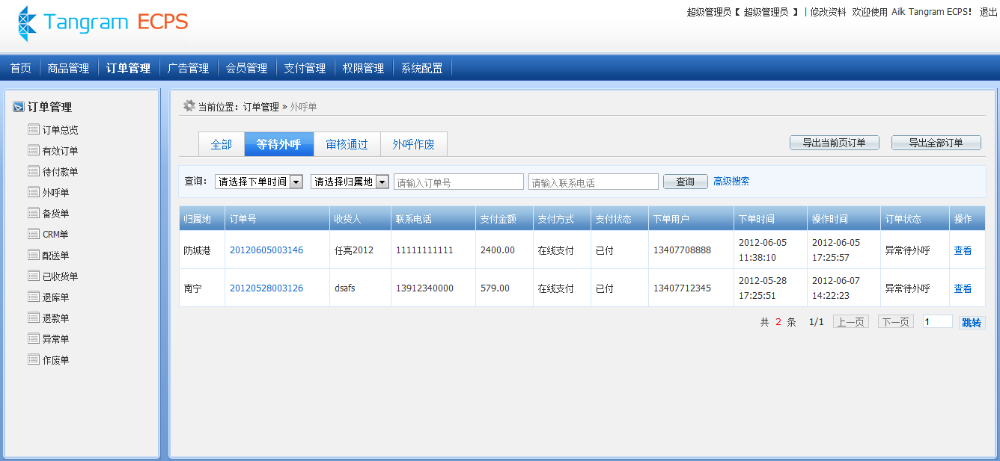 Tangram ECPS
超级管理员【 超级管理员 】 | 修改资料 欢迎使用 Ailk Tangram ECPS! 退出
首页 商品管理 订单管理 广告管理 会员管理 支付管理 权限管理 系统配置
订单管理
订单总览
有效订单
待付款单
外呼单
备货单
CRM单
配送单
已收货单
退库单
退款单
异常单
作废单
当前位置: 订单管理 » 外呼单
全部 等待外呼 审核通过 外呼作废 导出当前页订单 导出全部订单
查询: 请选择下单时间 请选择归属地 请输入订单号 请输入联系电话 查询 高级搜索
归属地 订单号 收货人 联系电话 支付金额 支付方式 支付状态 下单用户 下单时间 操作时间 订单状态 操作
防城港 20120605003146 任亮2012 11111111111 2400.00 在线支付 已付 13407708888 2012-06-05 11:38:10 2012-06-05 17:25:57 异常待外呼 查看
南宁 20120528003126 dsafs 13912340000 579.00 在线支付 已付 13407712345 2012-05-28 17:25:51 2012-06-07 14:22:23 异常待外呼 查看
共 2 条 1/1 上一页 下一页 1 跳转